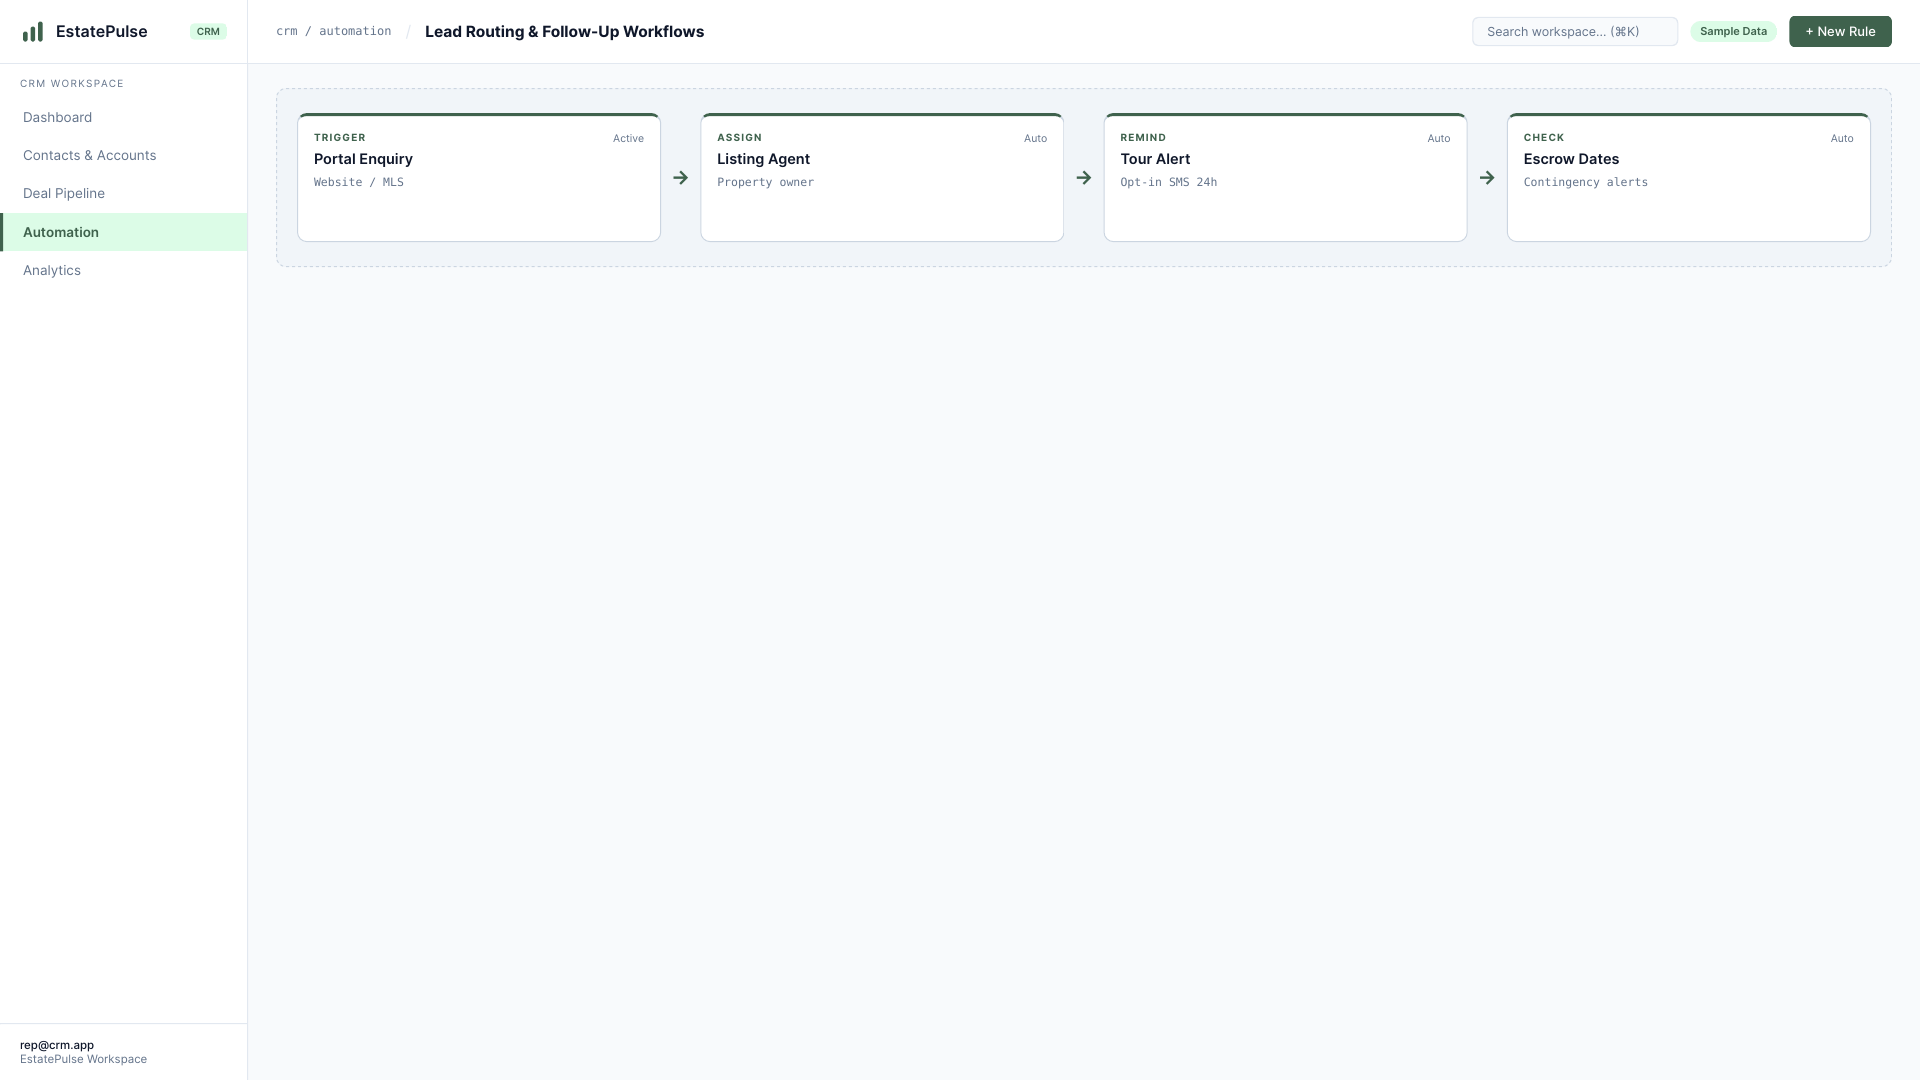 EstatePulse CRM
CRM WORKSPACE
Dashboard
Contacts & Accounts
Deal Pipeline
Automation
Analytics
rep@crm.app
EstatePulse Workspace
crm / automation / Lead Routing & Follow-Up Workflows
Search workspace... (⌘K)
Sample Data
+ New Rule
TRIGGER Active
Portal Enquiry
Website / MLS
→
ASSIGN Auto
Listing Agent
Property owner
→
REMIND Auto
Tour Alert
Opt-in SMS 24h
→
CHECK Auto
Escrow Dates
Contingency alerts